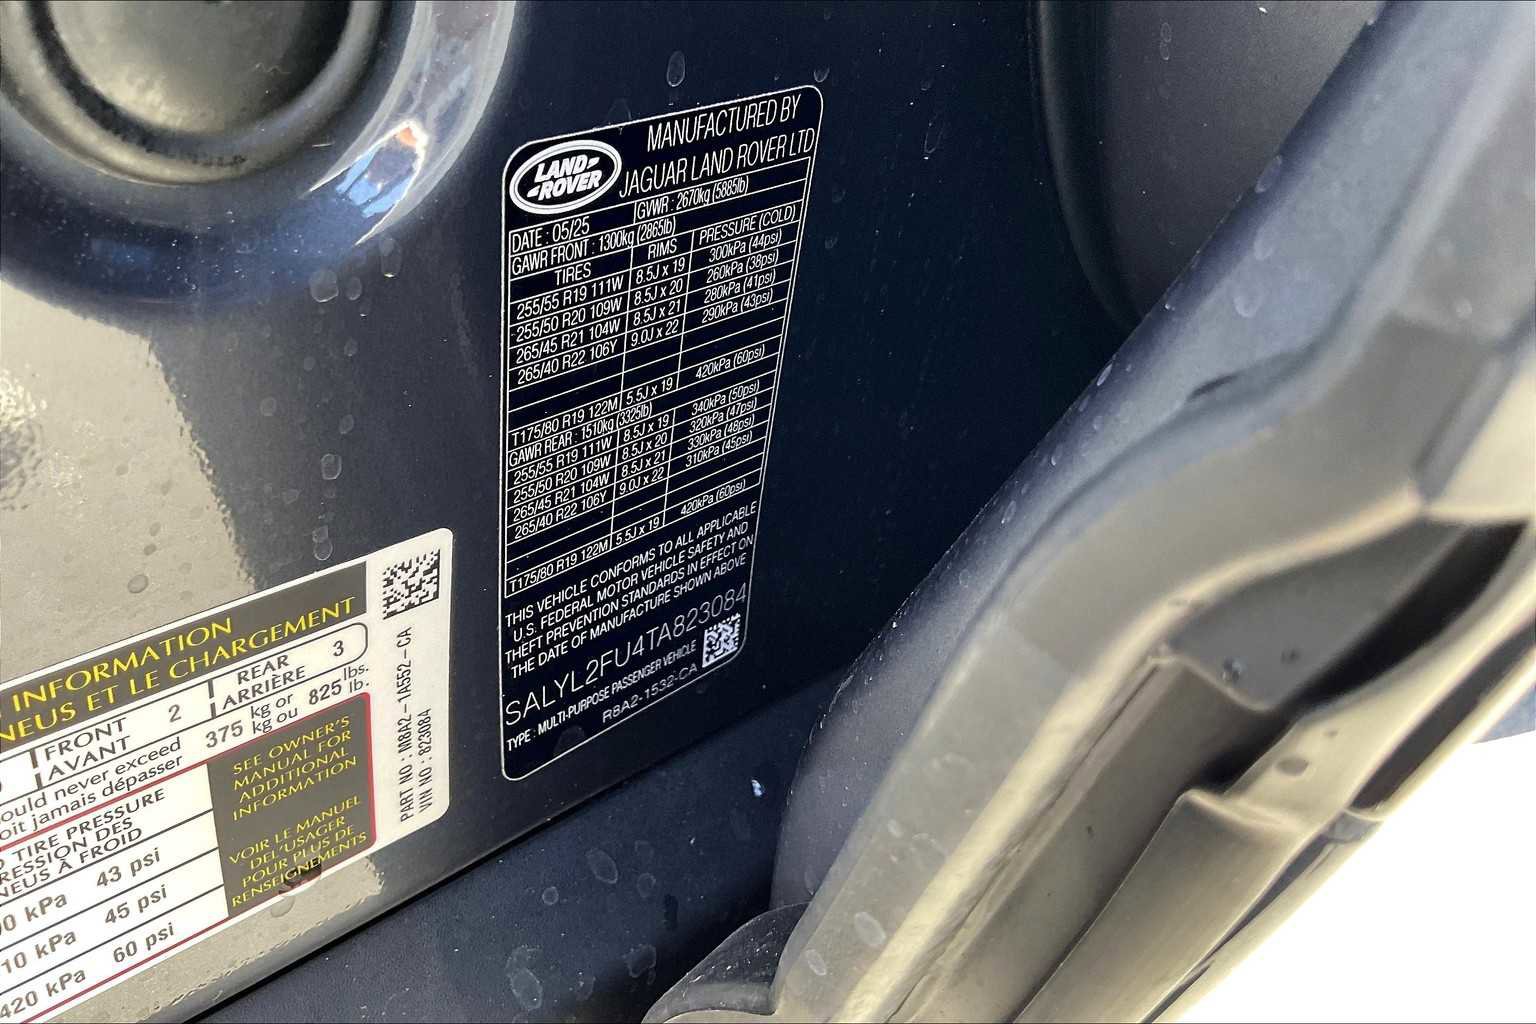 LAND-
-ROVER
MANUFACTURED BY
JAGUAR LAND ROVER LTD
DATE : 05/25 GVWR : 2670kg (5885lb)
GAWR FRONT : 1300kg (2865lb)
TIRES RIMS PRESSURE (COLD)
255/55 R19 111W 8.5J x 19 300kPa (44psi)
255/50 R20 109W 8.5J x 20 260kPa (38psi)
265/45 R21 104W 8.5J x 21 280kPa (41psi)
265/40 R22 106Y 9.0J x 22 290kPa (43psi)
T175/80 R19 122M 5.5J x 19 420kPa (60psi)
GAWR REAR : 1510kg (3325lb)
255/55 R19 111W 8.5J x 19 340kPa (50psi)
255/50 R20 109W 8.5J x 20 320kPa (47psi)
265/45 R21 104W 8.5J x 21 330kPa (48psi)
265/40 R22 106Y 9.0J x 22 310kPa (45psi)
T175/80 R19 122M 5.5J x 19 420kPa (60psi)
THIS VEHICLE CONFORMS TO ALL APPLICABLE
U.S. FEDERAL MOTOR VEHICLE SAFETY AND
THEFT PREVENTION STANDARDS IN EFFECT ON
THE DATE OF MANUFACTURE SHOWN ABOVE
SALYL2FU4TA823084
TYPE : MULTI-PURPOSE PASSENGER VEHICLE
R8A2-1532-CA
INFORMATION
NEUS ET LE CHARGEMENT
FRONT 2 REAR 3
AVANT ARRIÈRE
ould never exceed 375 kg or 825 lbs.
oit jamais dépasser kg ou lb.
TIRE PRESSURE
RESSION DES
NEUS À FROID
00 kPa 43 psi
10 kPa 45 psi
420 kPa 60 psi
SEE OWNER'S
MANUAL FOR
ADDITIONAL
INFORMATION
VOIR LE MANUEL
DEL'USAGER
POUR PLUS DE
RENSEIGNEMENTS
PART NO : M8A2-1A552-CA
VIN NO : 823084